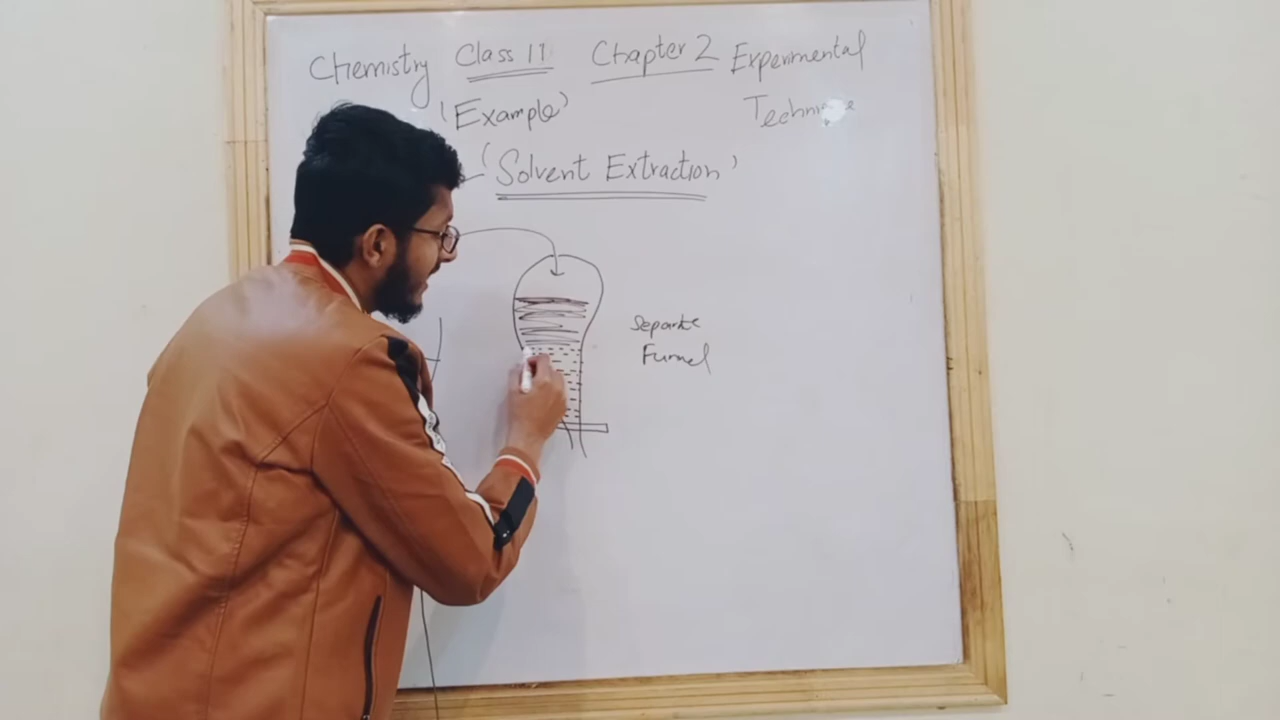 Chemistry Class 11 Chapter 2 Experimental
'Example'
'Solvent Extraction'
Separate
Funnel